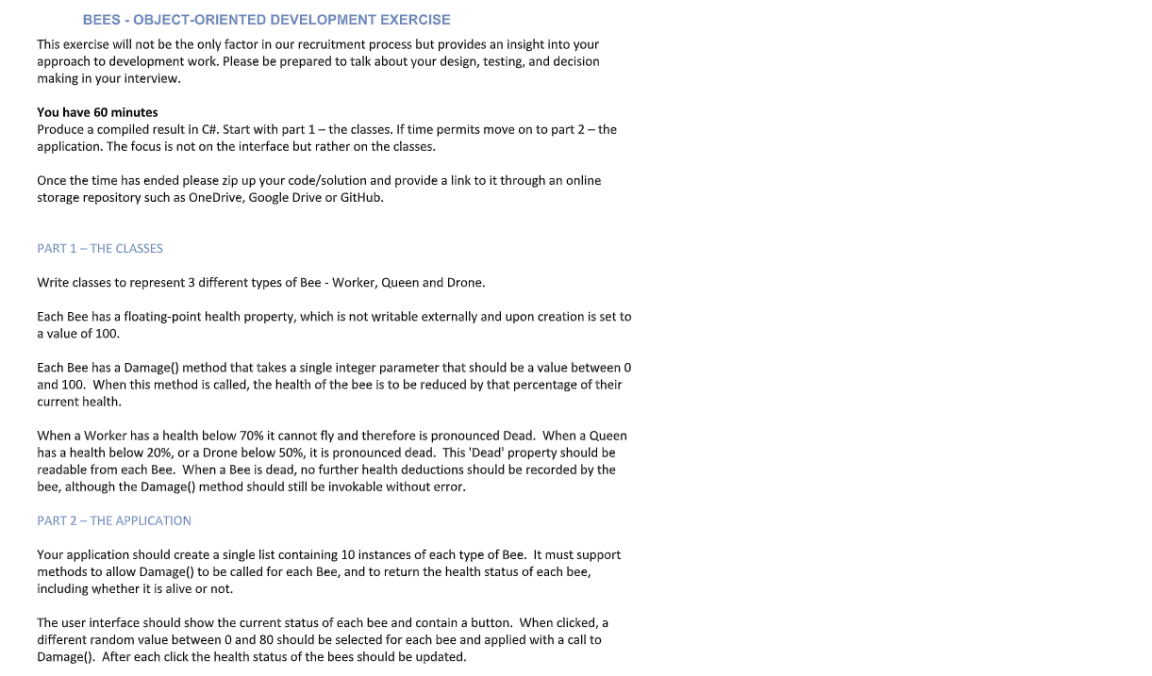 BEES - OBJECT-ORIENTED DEVELOPMENT EXERCISE
This exercise will not be the only factor in our recruitment process but provides an insight into your
approach to development work. Please be prepared to talk about your design, testing, and decision
making in your interview.
You have 60 minutes
Produce a compiled result in C#. Start with part 1 – the classes. If time permits move on to part 2 – the
application. The focus is not on the interface but rather on the classes.
Once the time has ended please zip up your code/solution and provide a link to it through an online
storage repository such as OneDrive, Google Drive or GitHub.
PART 1 – THE CLASSES
Write classes to represent 3 different types of Bee - Worker, Queen and Drone.
Each Bee has a floating-point health property, which is not writable externally and upon creation is set to
a value of 100.
Each Bee has a Damage() method that takes a single integer parameter that should be a value between 0
and 100.  When this method is called, the health of the bee is to be reduced by that percentage of their
current health.
When a Worker has a health below 70% it cannot fly and therefore is pronounced Dead.  When a Queen
has a health below 20%, or a Drone below 50%, it is pronounced dead.  This 'Dead' property should be
readable from each Bee.  When a Bee is dead, no further health deductions should be recorded by the
bee, although the Damage() method should still be invokable without error.
PART 2 – THE APPLICATION
Your application should create a single list containing 10 instances of each type of Bee.  It must support
methods to allow Damage() to be called for each Bee, and to return the health status of each bee,
including whether it is alive or not.
The user interface should show the current status of each bee and contain a button.  When clicked, a
different random value between 0 and 80 should be selected for each bee and applied with a call to
Damage().  After each click the health status of the bees should be updated.